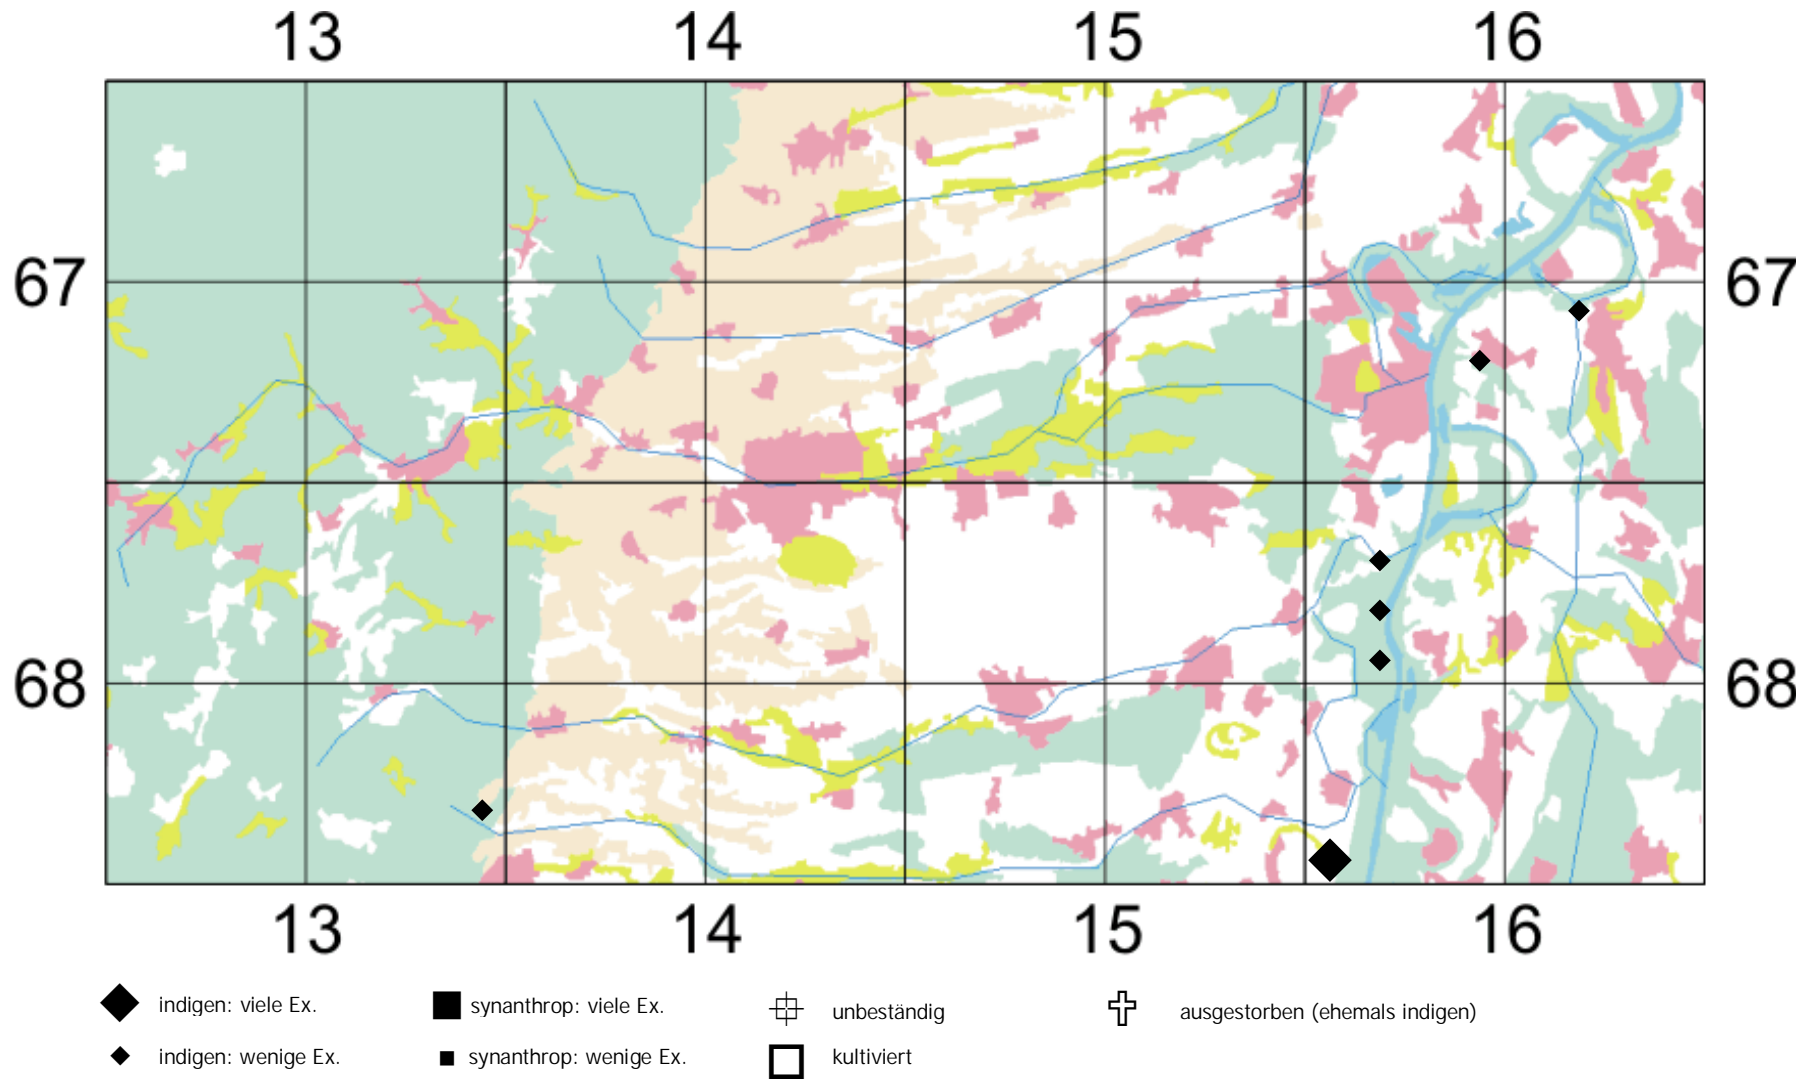 13 14 15 16
67 67
68 68
13 14 15 16
indigen: viele Ex. synanthrop: viele Ex. unbeständig ausgestorben (ehemals indigen)
indigen: wenige Ex. synanthrop: wenige Ex. kultiviert